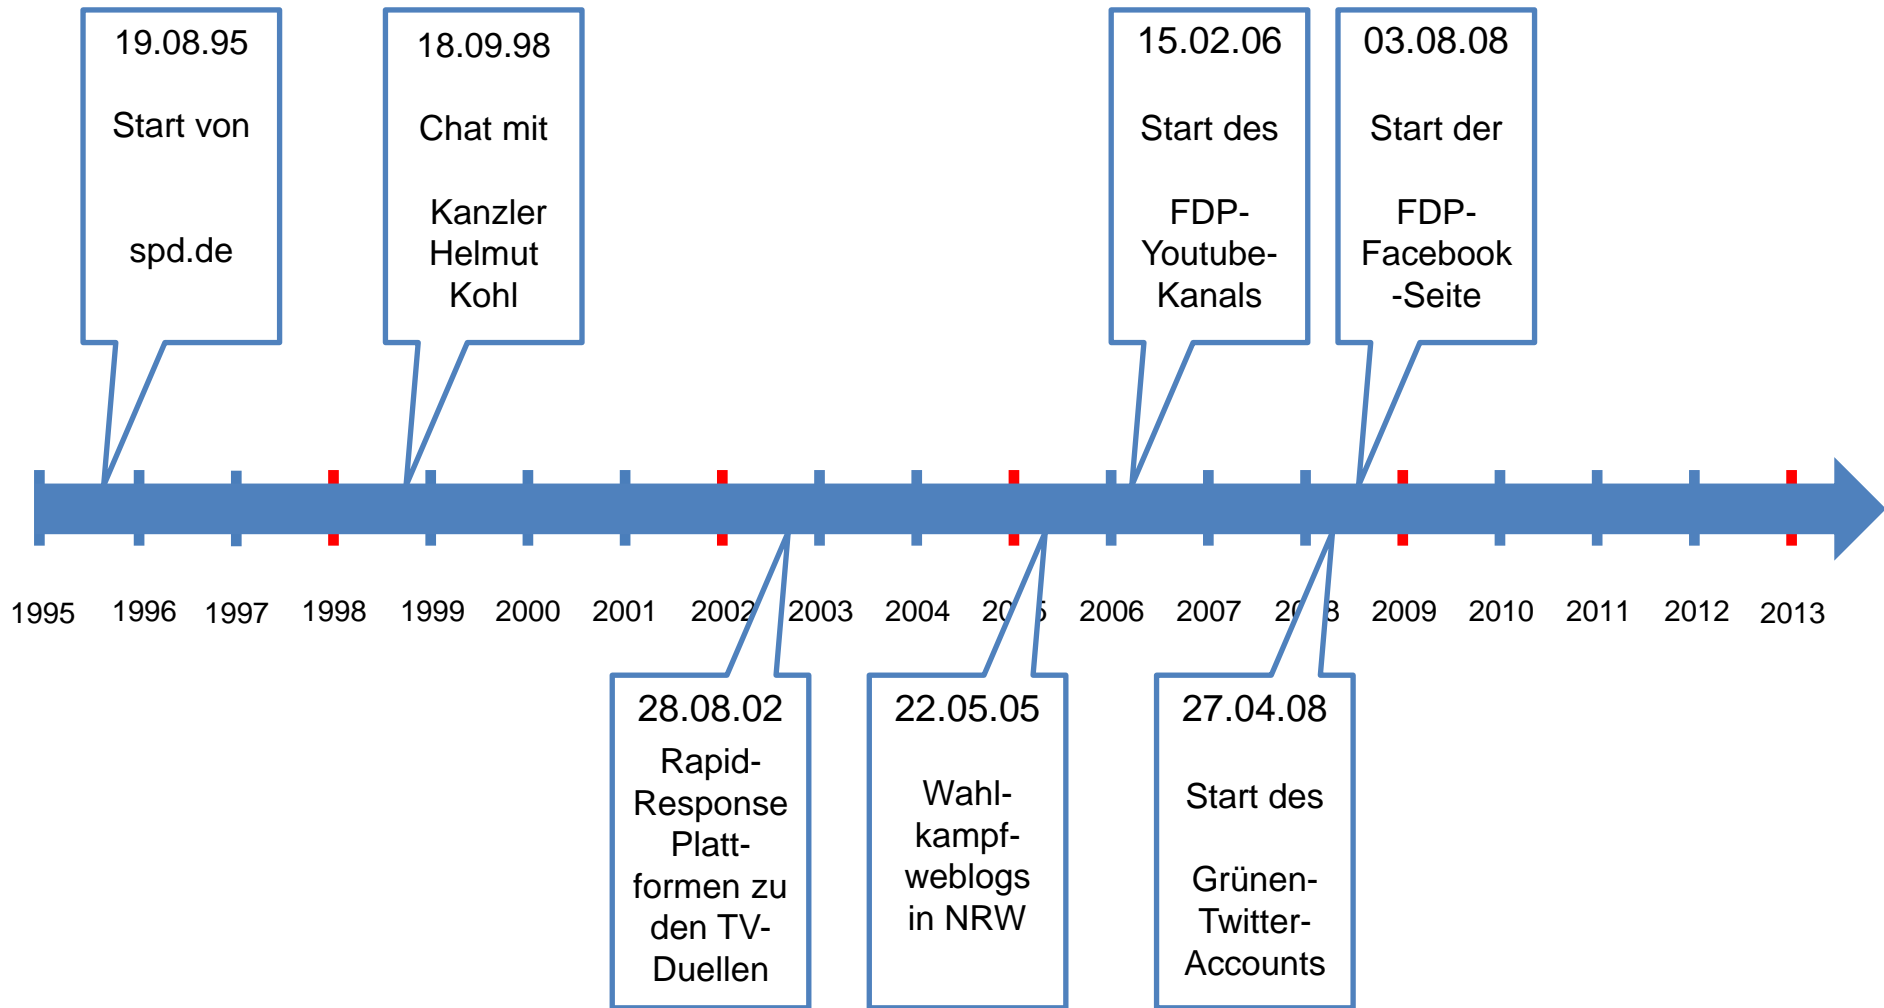 19.08.95
Start von
spd.de
18.09.98
Chat mit
Kanzler
Helmut
Kohl
15.02.06
Start des
FDP-
Youtube-
Kanals
03.08.08
Start der
FDP-
Facebook
-Seite
1995 1996 1997 1998 1999 2000 2001 2002 2003 2004 2005 2006 2007 2008 2009 2010 2011 2012 2013
28.08.02
Rapid-
Response
Platt-
formen zu
den TV-
Duellen
22.05.05
Wahl-
kampf-
weblogs
in NRW
27.04.08
Start des
Grünen-
Twitter-
Accounts